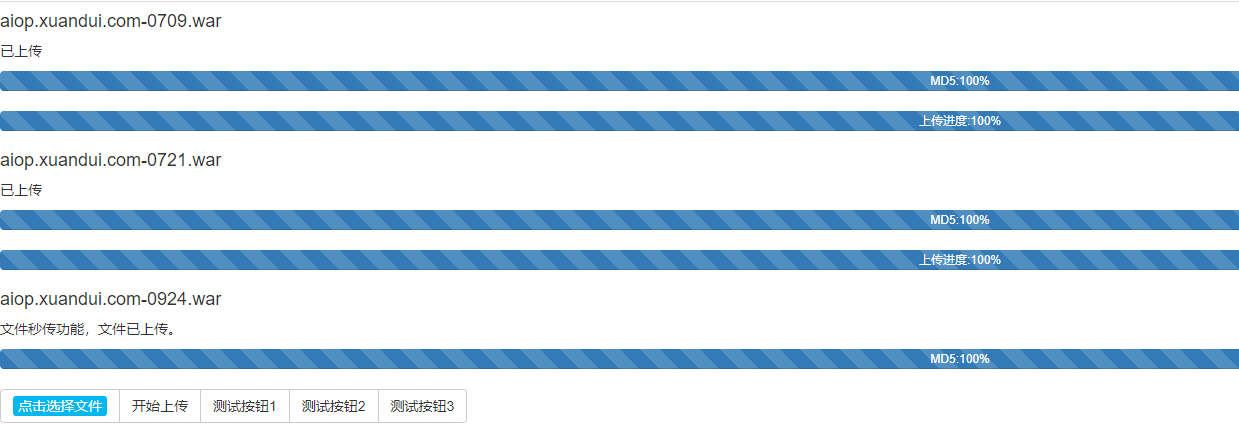 aiop.xuandui.com-0709.war
已上传
MD5:100%
上传进度:100%
aiop.xuandui.com-0721.war
已上传
MD5:100%
上传进度:100%
aiop.xuandui.com-0924.war
文件秒传功能，文件已上传。
MD5:100%
点击选择文件 开始上传 测试按钮1 测试按钮2 测试按钮3